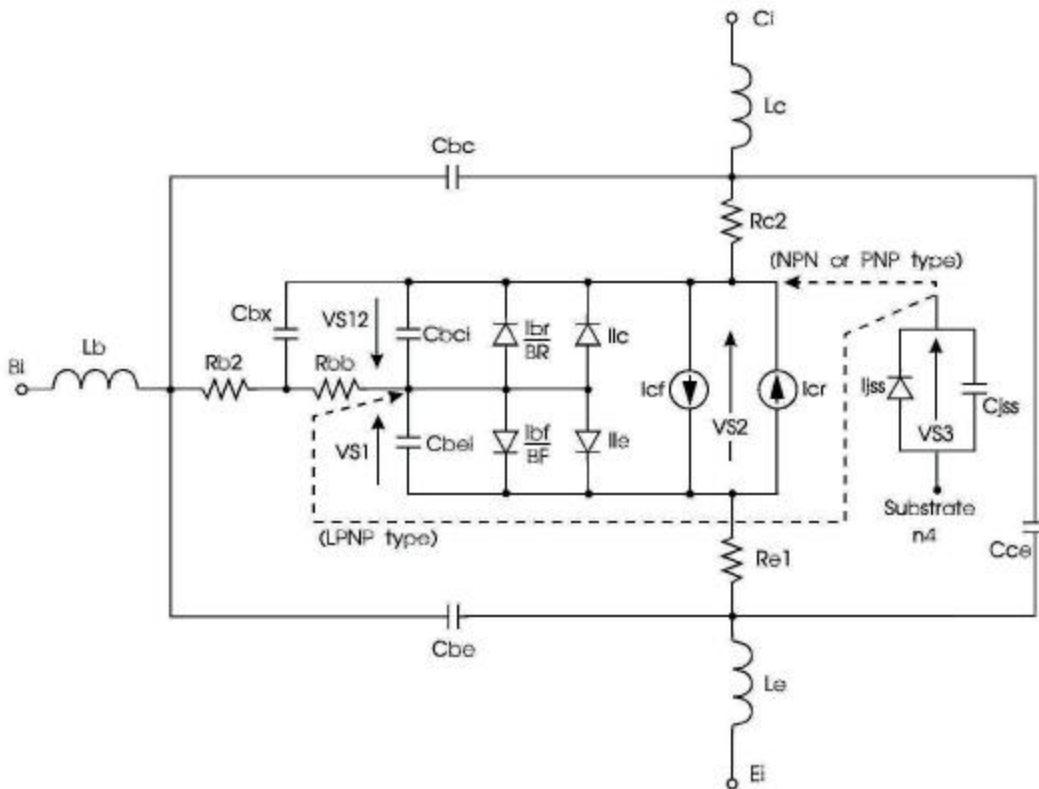 Ci
Lc
Cbc
Rc2
(NPN or PNP type)
Cbx
VS12
Cbci
Ibr
BR
Ilc
Lb
Bi
Rb2
Rbb
Icf
VS2
Icr
Ijss
VS3
Cjss
VS1
Cbei
Ibf
BF
Ile
Substrate
n4
(LPNP type)
Re1
Cce
Cbe
Le
Ei